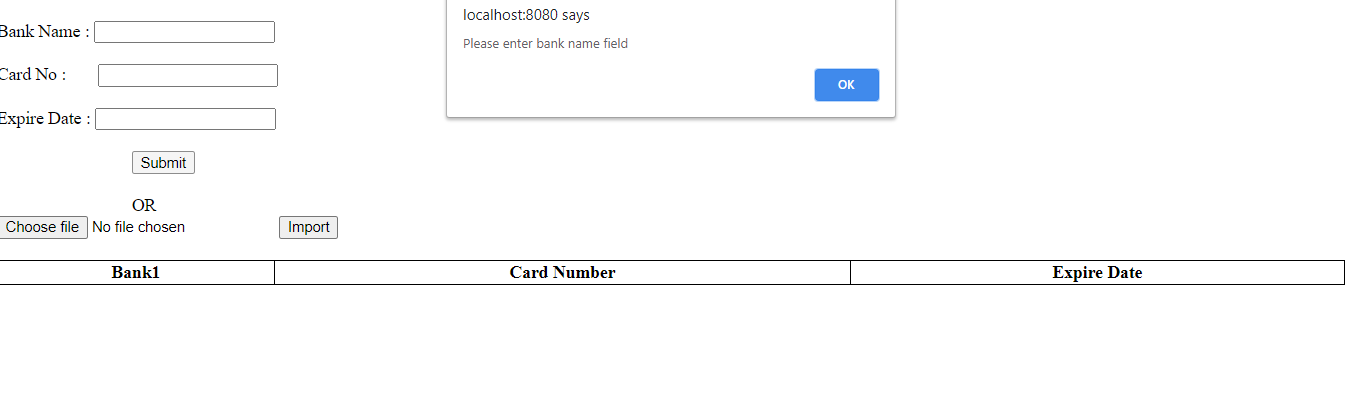 localhost:8080 says
Please enter bank name field
OK
Bank Name :
Card No :
Expire Date :
Submit
OR
Choose file No file chosen Import
Bank1 Card Number Expire Date